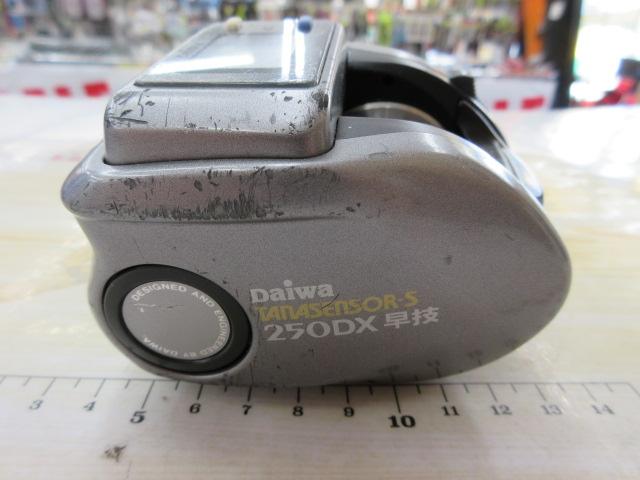 Daiwa
TANASENSOR-S
250DX 早技
DESIGNED AND ENGINEERED BY DAIWA
3 4 5 6 7 8 9 10 11 12 13 14